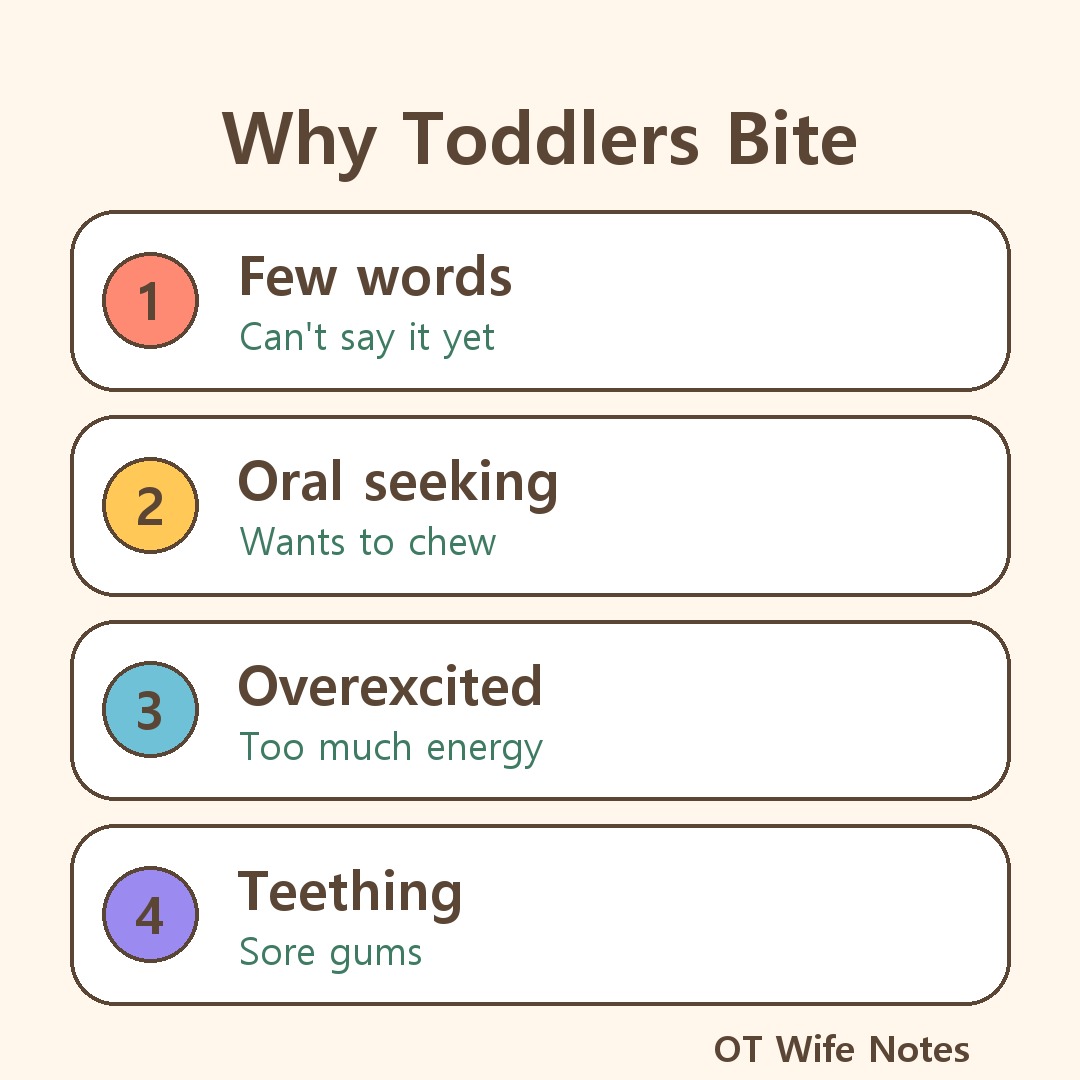 Why Toddlers Bite
1
Few words
Can't say it yet
2
Oral seeking
Wants to chew
3
Overexcited
Too much energy
4
Teething
Sore gums
OT Wife Notes